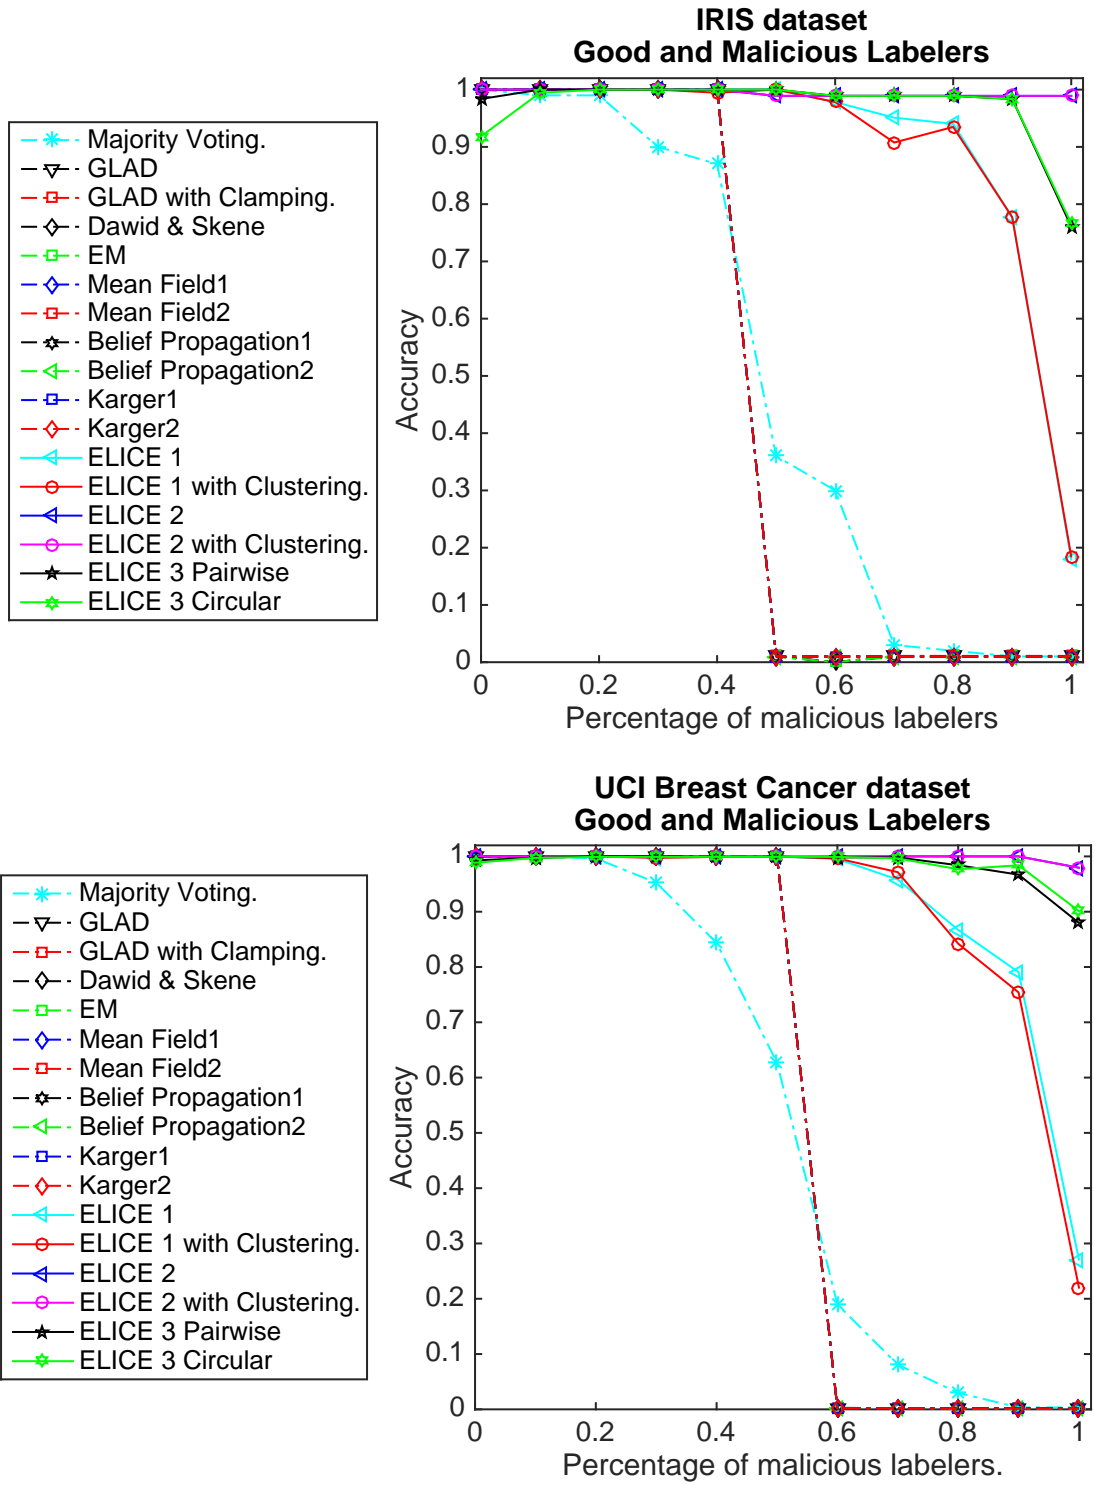 IRIS dataset
Good and Malicious Labelers
Majority Voting.
GLAD
GLAD with Clamping.
Dawid & Skene
EM
Mean Field1
Mean Field2
Belief Propagation1
Belief Propagation2
Karger1
Karger2
ELICE 1
ELICE 1 with Clustering.
ELICE 2
ELICE 2 with Clustering.
ELICE 3 Pairwise
ELICE 3 Circular
Accuracy
1
0.9
0.8
0.7
0.6
0.5
0.4
0.3
0.2
0.1
0
0 0.2 0.4 0.6 0.8 1
Percentage of malicious labelers
UCI Breast Cancer dataset
Good and Malicious Labelers
Majority Voting.
GLAD
GLAD with Clamping.
Dawid & Skene
EM
Mean Field1
Mean Field2
Belief Propagation1
Belief Propagation2
Karger1
Karger2
ELICE 1
ELICE 1 with Clustering.
ELICE 2
ELICE 2 with Clustering.
ELICE 3 Pairwise
ELICE 3 Circular
Accuracy
1
0.9
0.8
0.7
0.6
0.5
0.4
0.3
0.2
0.1
0
0 0.2 0.4 0.6 0.8 1
Percentage of malicious labelers.